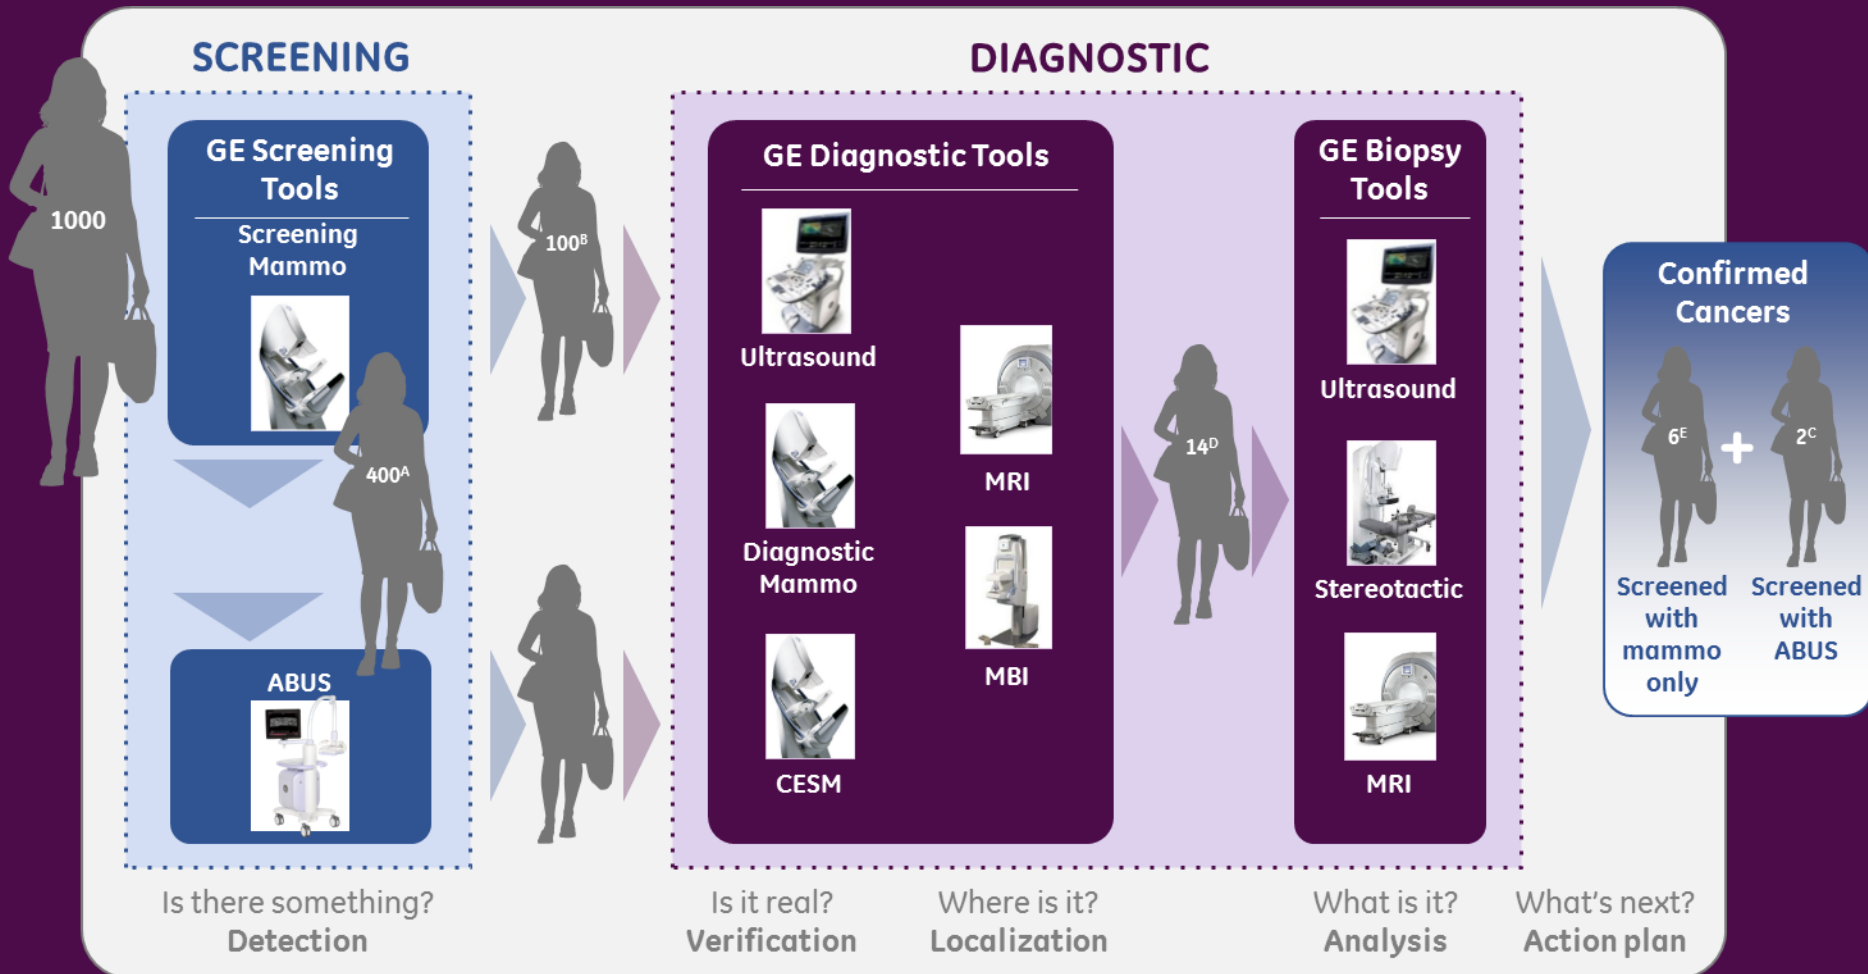 SCREENING
DIAGNOSTIC
1000
GE Screening
Tools
Screening
Mammo
400ᴬ
ABUS
100ᴮ
GE Diagnostic Tools
Ultrasound
Diagnostic
Mammo
CESM
MRI
MBI
14ᴰ
GE Biopsy
Tools
Ultrasound
Stereotactic
MRI
Confirmed
Cancers
6ᴱ
+
2ᶜ
Screened
with
mammo
only
Screened
with
ABUS
Is there something?
Detection
Is it real?
Verification
Where is it?
Localization
What is it?
Analysis
What's next?
Action plan